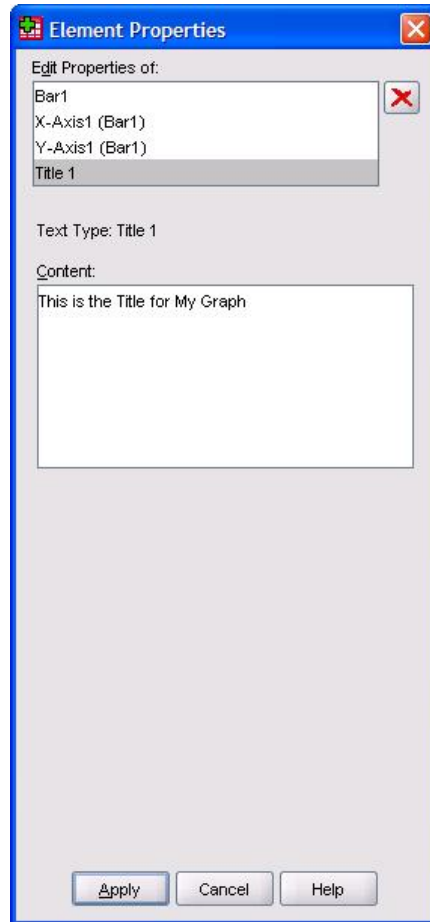 Element Properties
Edit Properties of:
Bar1
X-Axis1 (Bar1)
Y-Axis1 (Bar1)
Title 1
Text Type: Title 1
Content:
This is the Title for My Graph
Apply Cancel Help